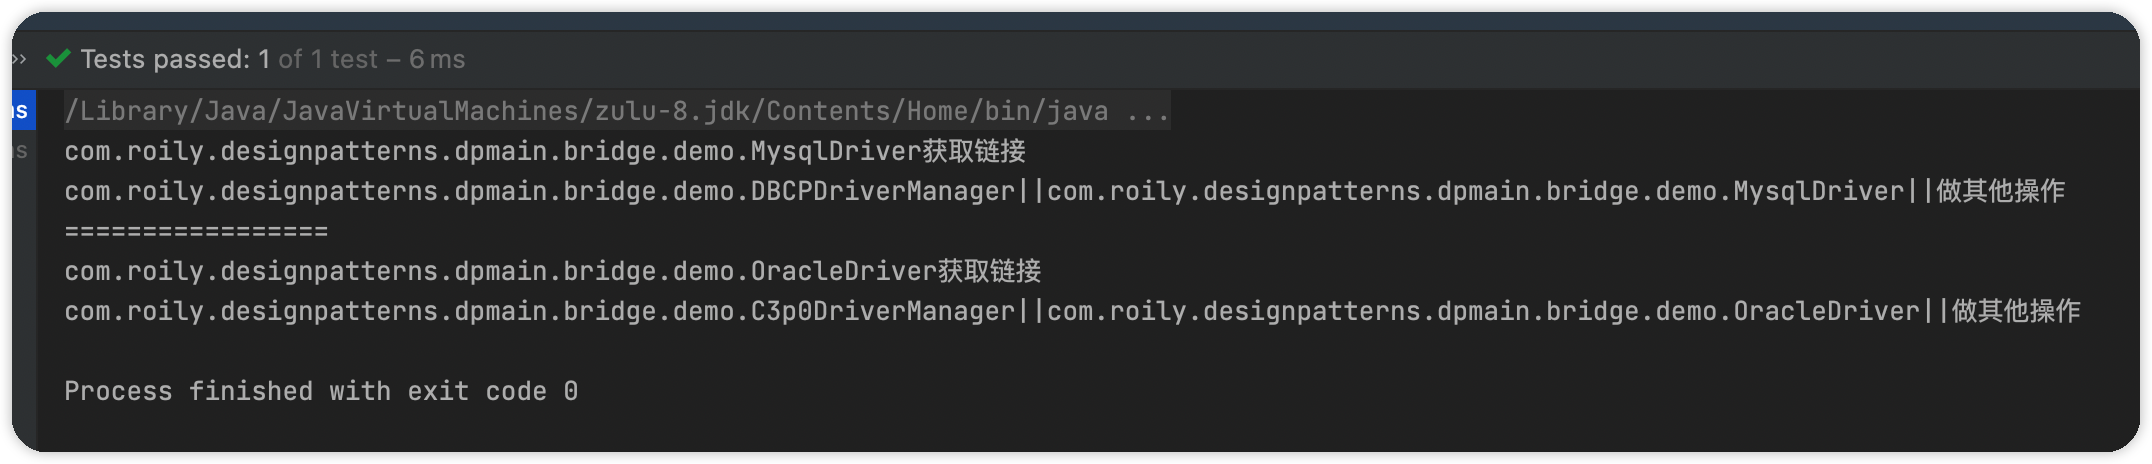 >> Tests passed: 1 of 1 test – 6 ms
/Library/Java/JavaVirtualMachines/zulu-8.jdk/Contents/Home/bin/java ...
com.roily.designpatterns.dpmain.bridge.demo.MysqlDriver获取链接
com.roily.designpatterns.dpmain.bridge.demo.DBCPDriverManager||com.roily.designpatterns.dpmain.bridge.demo.MysqlDriver||做其他操作
=================
com.roily.designpatterns.dpmain.bridge.demo.OracleDriver获取链接
com.roily.designpatterns.dpmain.bridge.demo.C3p0DriverManager||com.roily.designpatterns.dpmain.bridge.demo.OracleDriver||做其他操作
Process finished with exit code 0